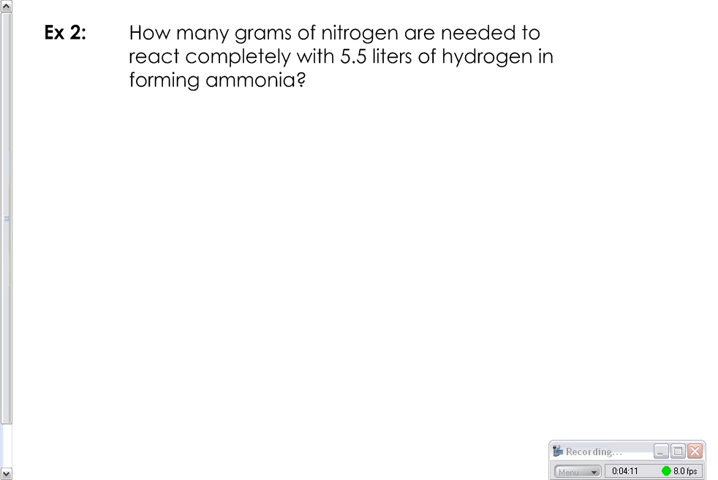 Ex 2: How many grams of nitrogen are needed to
react completely with 5.5 liters of hydrogen in
forming ammonia?
Recording...
Menu
0:04:11
8.0 fps